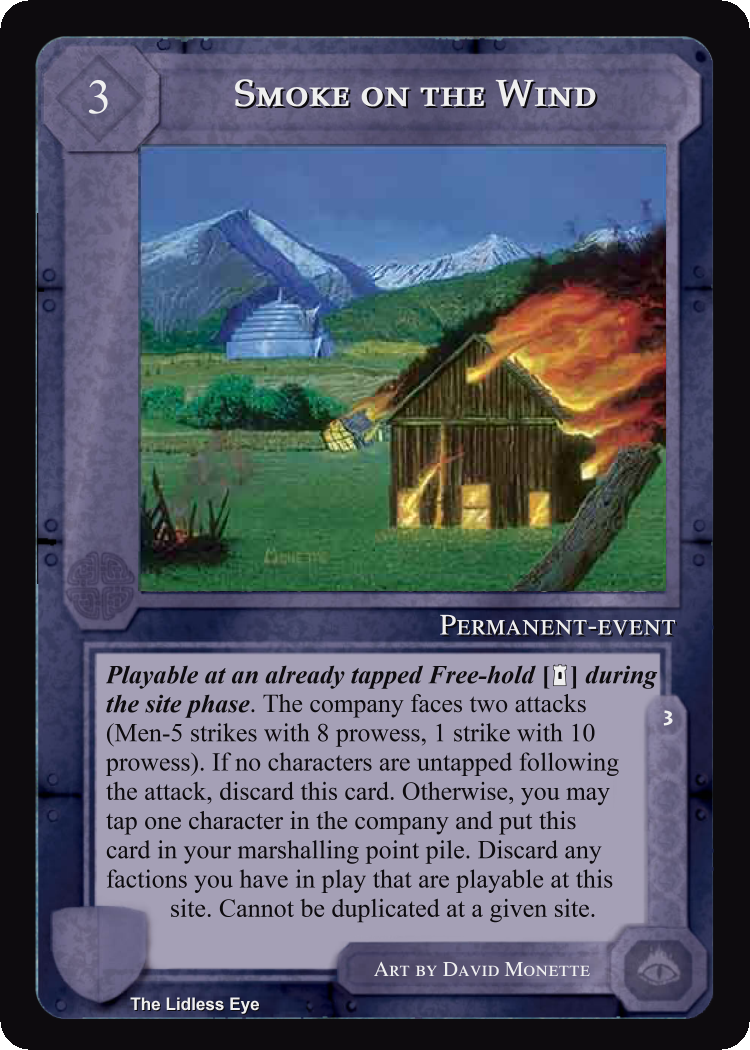 3
Smoke on the Wind
Monette
Permanent-event
Playable at an already tapped Free-hold [ ] during
the site phase. The company faces two attacks
(Men-5 strikes with 8 prowess, 1 strike with 10
prowess). If no characters are untapped following
the attack, discard this card. Otherwise, you may
tap one character in the company and put this
card in your marshalling point pile. Discard any
factions you have in play that are playable at this
site. Cannot be duplicated at a given site.
3
Art by David Monette
The Lidless Eye